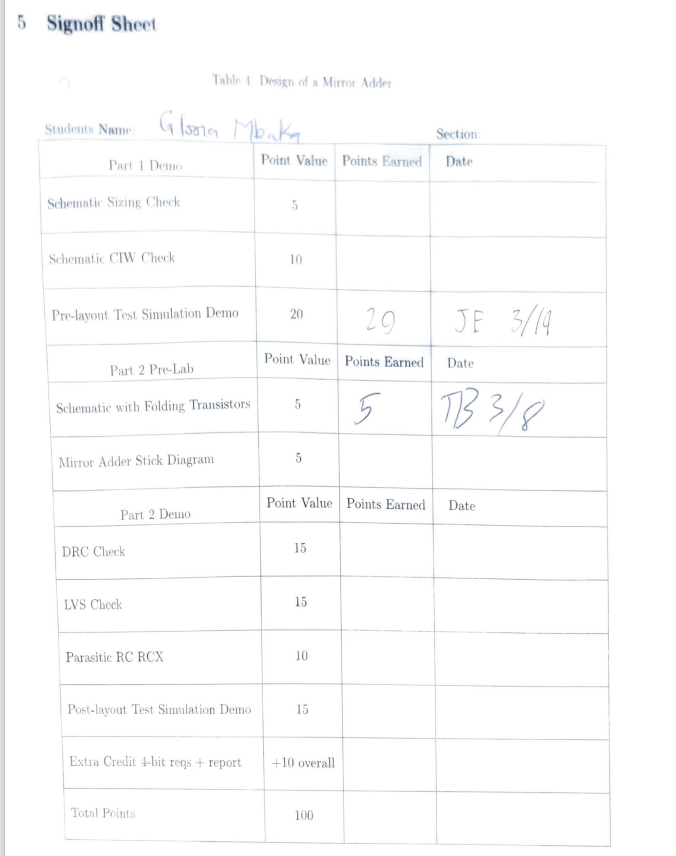 5 Signoff Sheet
Table 4. Design of a Mirror Adder
Students Name: Gloria Mbaka Section:
Part 1 Demo Point Value Points Earned Date
Schematic Sizing Check 5
Schematic CIW Check 10
Pre-layout Test Simulation Demo 20 20 JE 3/14
Part 2 Pre-Lab Point Value Points Earned Date
Schematic with Folding Transistors 5 5 TB 3/8
Mirror Adder Stick Diagram 5
Part 2 Demo Point Value Points Earned Date
DRC Check 15
LVS Check 15
Parasitic RC RCX 10
Post-layout Test Simulation Demo 15
Extra Credit 4-bit reqs + report +10 overall
Total Points 100